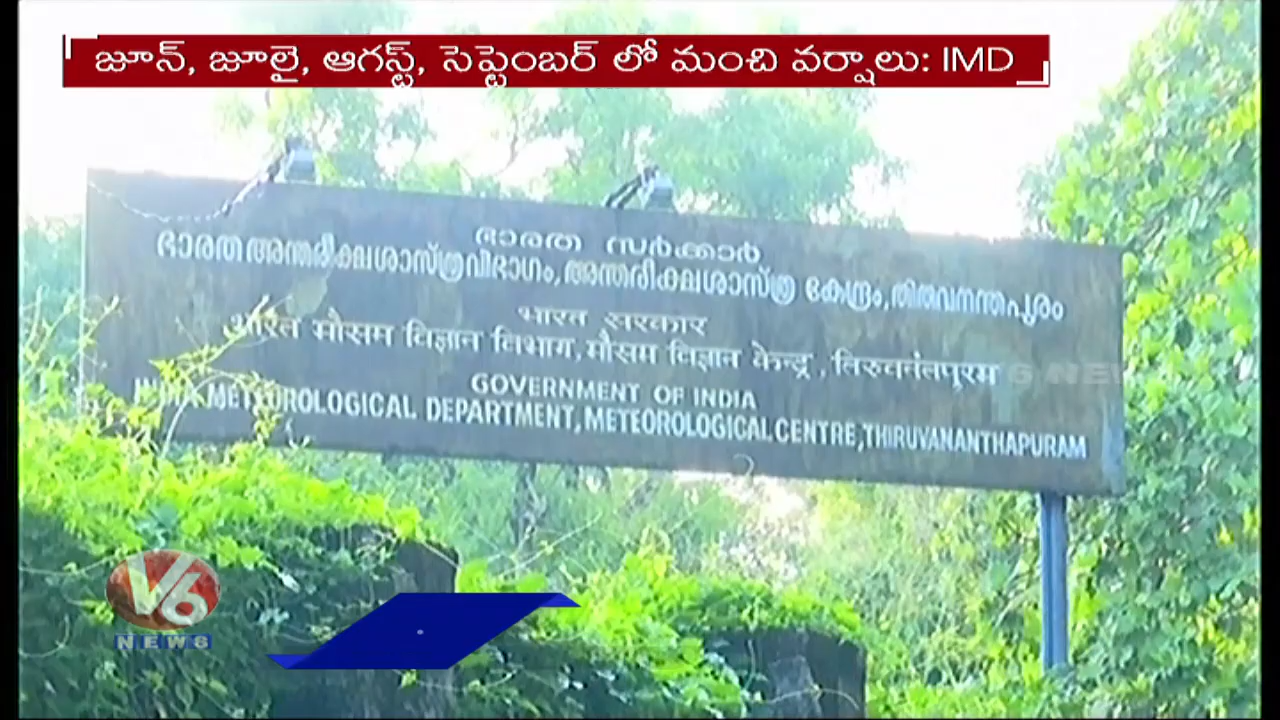 జూన్, జూలై, ఆగస్ట్, సెప్టెంబర్ లో మంచి వర్షాలు: IMD
ഭാരത സർക്കാർ
ഭാരത അന്തരീക്ഷശാസ്ത്രവിഭാഗം, അന്തരീക്ഷശാസ്ത്ര കേന്ദ്രം, തിരുവനന്തപുരം
भारत सरकार
भारत मौसम विज्ञान विभाग, मौसम विज्ञान केन्द्र, तिरुवनंतपुरम
GOVERNMENT OF INDIA
INDIA METEOROLOGICAL DEPARTMENT, METEOROLOGICAL CENTRE, THIRUVANANTHAPURAM
V6
NEWS